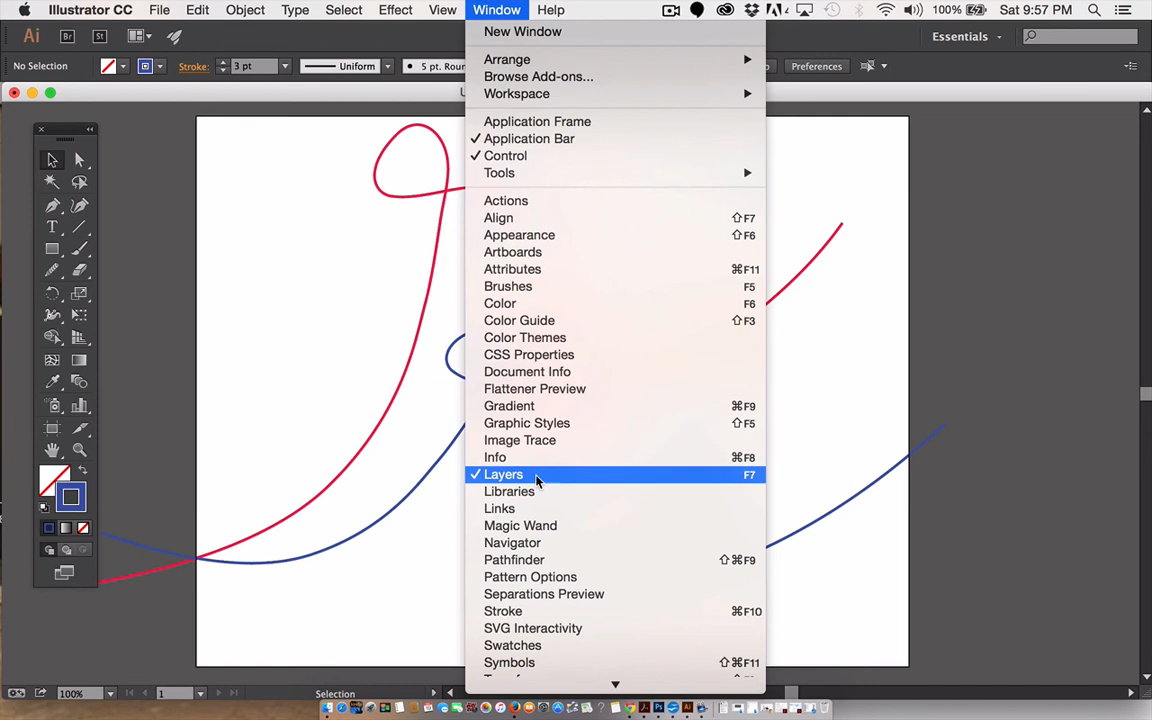 Illustrator CC File Edit Object Type Select Effect View Window Help 100% Sat 9:57 PM
Ai Br St Essentials
No Selection Stroke: 3 pt Uniform 5 pt. Rour Preferences
New Window
Arrange
Browse Add-ons...
Workspace
Application Frame
✓ Application Bar
✓ Control
Tools
Actions
Align ⇧F7
Appearance ⇧F6
Artboards
Attributes ⌘F11
Brushes F5
Color F6
Color Guide ⇧F3
Color Themes
CSS Properties
Document Info
Flattener Preview
Gradient ⌘F9
Graphic Styles ⇧F5
Image Trace
Info ⌘F8
✓ Layers F7
Libraries
Links
Magic Wand
Navigator
Pathfinder ⇧⌘F9
Pattern Options
Separations Preview
Stroke ⌘F10
SVG Interactivity
Swatches
Symbols ⇧⌘F11
100% 1 Selection